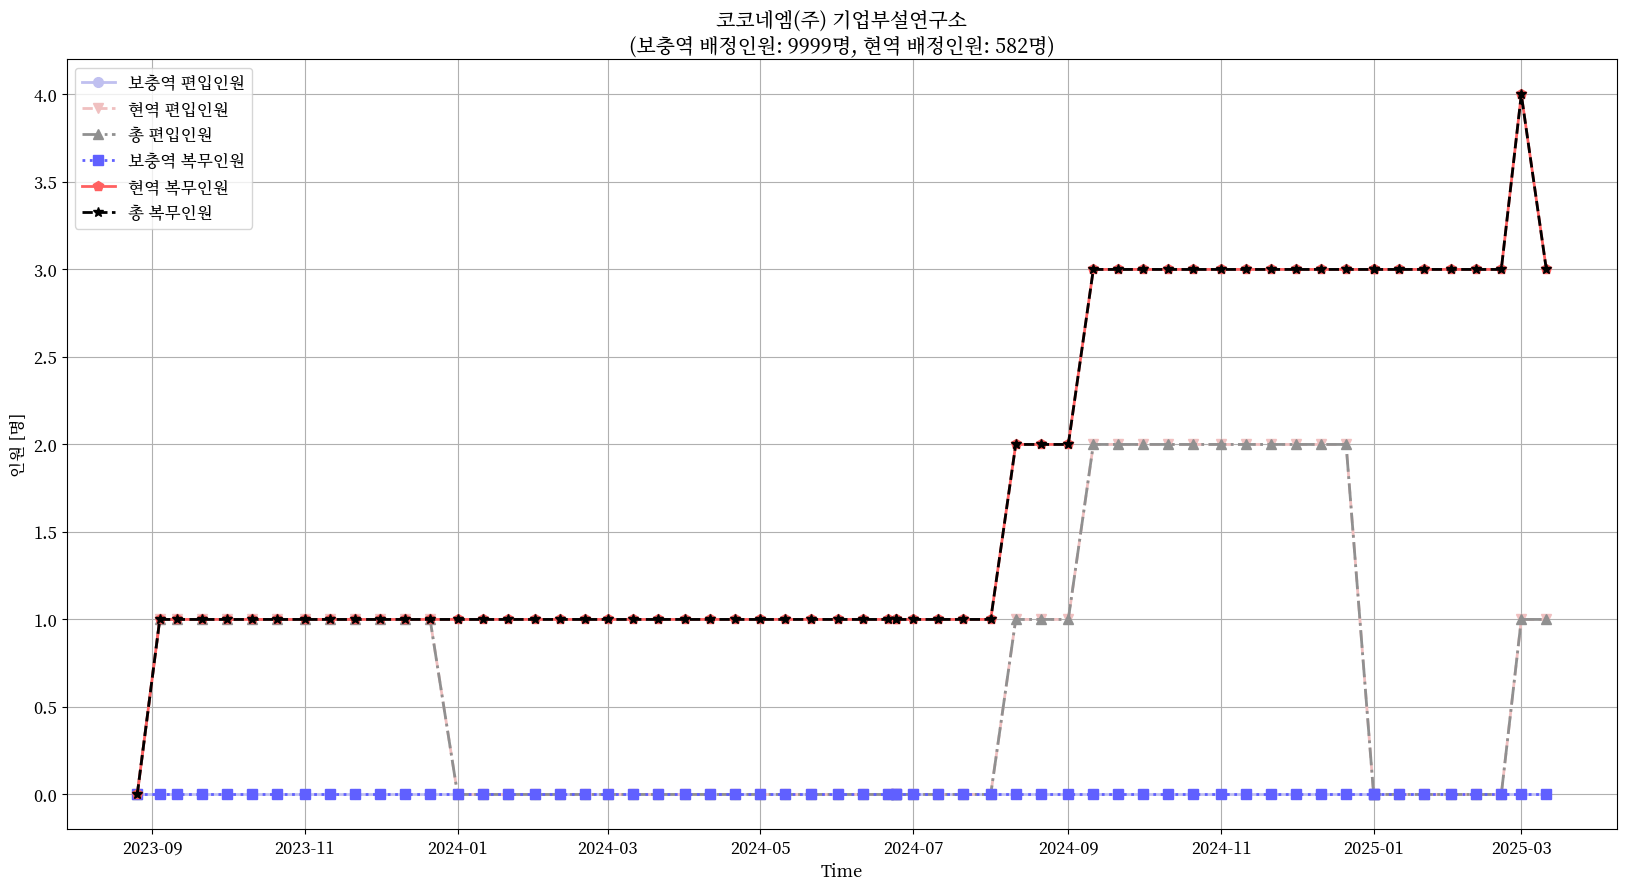 코코네엠(주) 기업부설연구소
(보충역 배정인원: 9999명, 현역 배정인원: 582명)
보충역 편입인원
현역 편입인원
총 편입인원
보충역 복무인원
현역 복무인원
총 복무인원
4.0
3.5
3.0
2.5
2.0
1.5
1.0
0.5
0.0
인원 [명]
2023-09
2023-11
2024-01
2024-03
2024-05
2024-07
2024-09
2024-11
2025-01
2025-03
Time